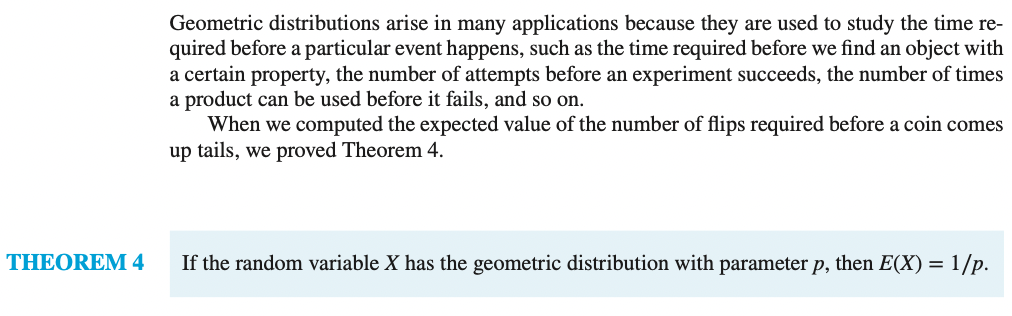 Geometric distributions arise in many applications because they are used to study the time re-
quired before a particular event happens, such as the time required before we find an object with
a certain property, the number of attempts before an experiment succeeds, the number of times
a product can be used before it fails, and so on.
When we computed the expected value of the number of flips required before a coin comes
up tails, we proved Theorem 4.
THEOREM 4 If the random variable X has the geometric distribution with parameter p, then E(X) = 1/p.